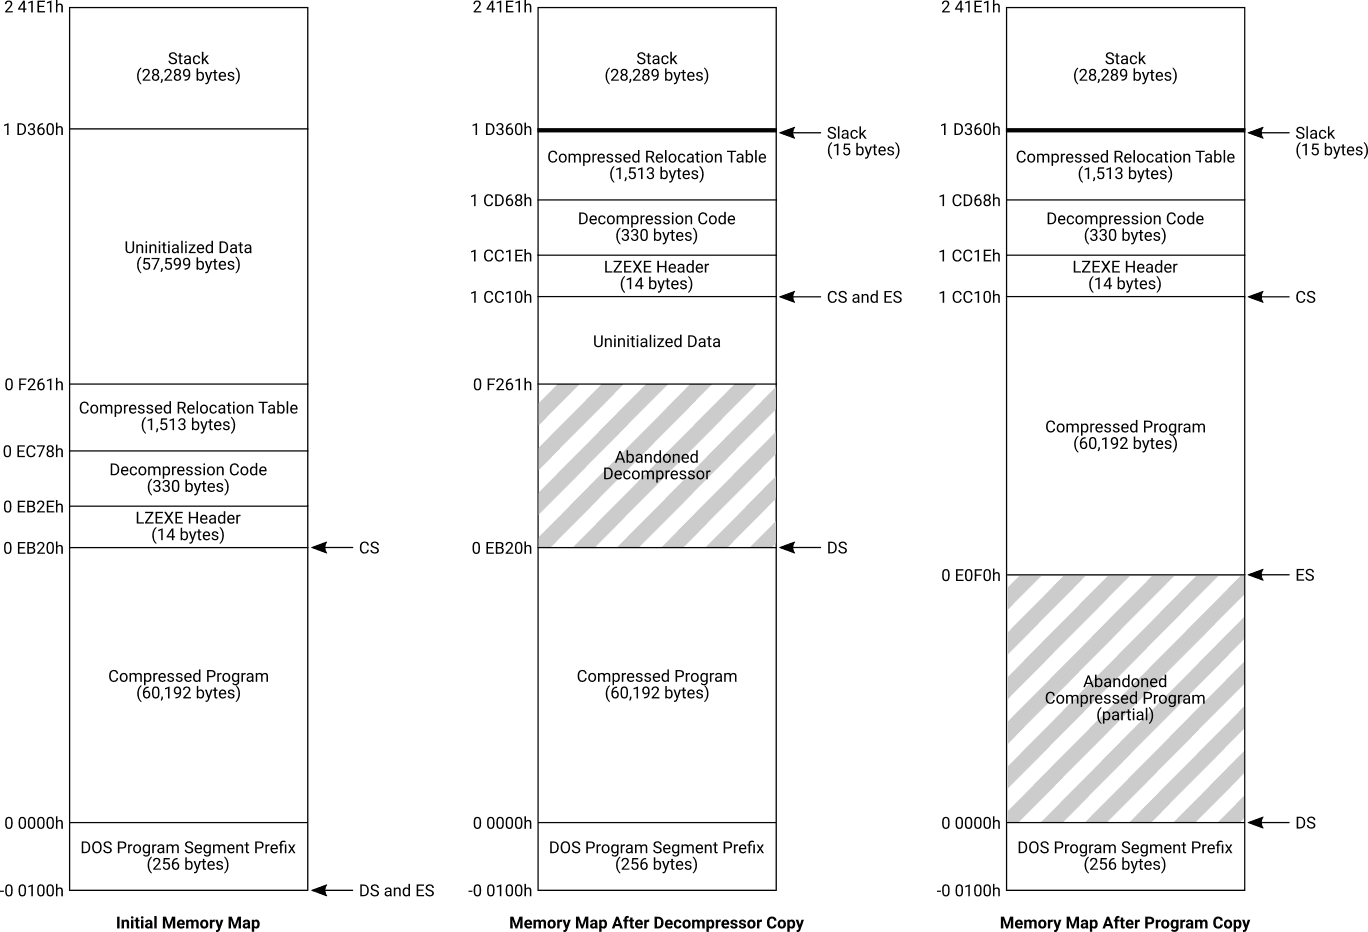 2 41E1h
Stack
(28,289 bytes)
1 D360h
Uninitialized Data
(57,599 bytes)
0 F261h
Compressed Relocation Table
(1,513 bytes)
0 EC78h
Decompression Code
(330 bytes)
0 EB2Eh
LZEXE Header
(14 bytes)
0 EB20h
CS
Compressed Program
(60,192 bytes)
0 0000h
DOS Program Segment Prefix
(256 bytes)
-0 0100h
DS and ES
Initial Memory Map
2 41E1h
Stack
(28,289 bytes)
1 D360h
Slack
(15 bytes)
Compressed Relocation Table
(1,513 bytes)
1 CD68h
Decompression Code
(330 bytes)
1 CC1Eh
LZEXE Header
(14 bytes)
1 CC10h
CS and ES
Uninitialized Data
0 F261h
Abandoned
Decompressor
0 EB20h
DS
Compressed Program
(60,192 bytes)
0 0000h
DOS Program Segment Prefix
(256 bytes)
-0 0100h
Memory Map After Decompressor Copy
2 41E1h
Stack
(28,289 bytes)
1 D360h
Slack
(15 bytes)
Compressed Relocation Table
(1,513 bytes)
1 CD68h
Decompression Code
(330 bytes)
1 CC1Eh
LZEXE Header
(14 bytes)
1 CC10h
CS
Compressed Program
(60,192 bytes)
0 E0F0h
ES
Abandoned
Compressed Program
(partial)
0 0000h
DS
DOS Program Segment Prefix
(256 bytes)
-0 0100h
Memory Map After Program Copy